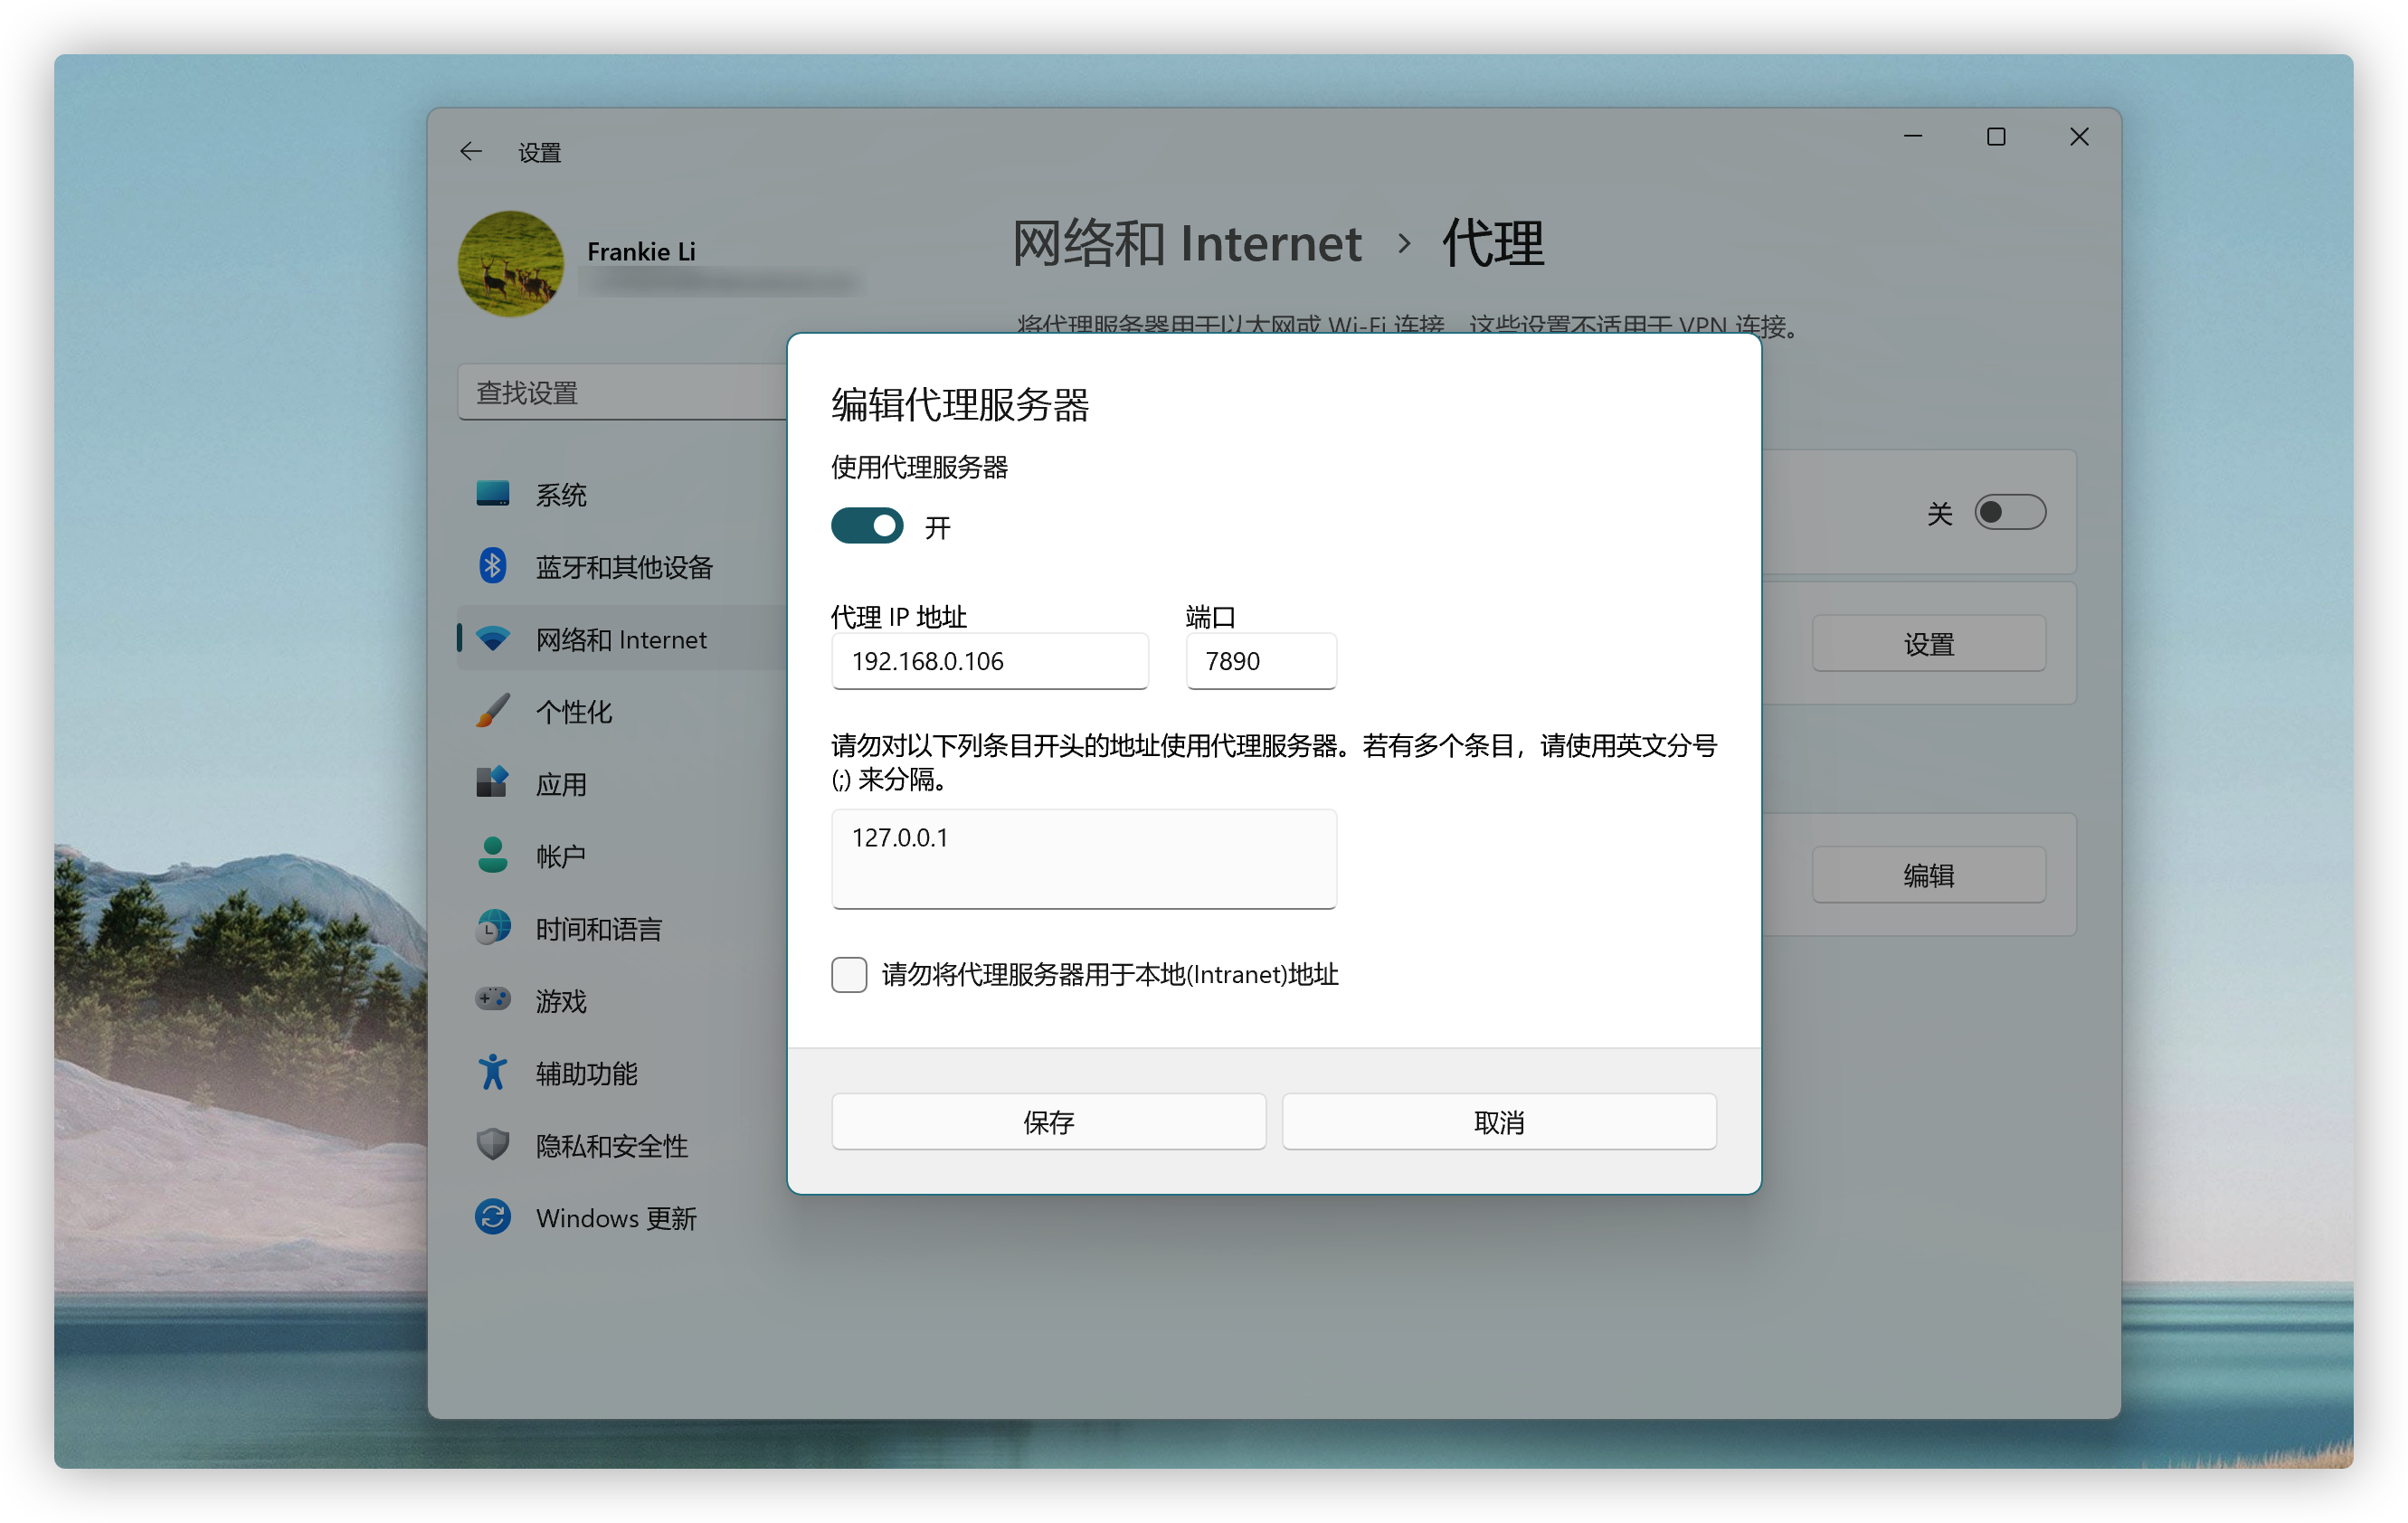 设置
Frankie Li
网络和 Internet › 代理
将代理服务器用于以太网或 Wi-Fi 连接。这些设置不适用于 VPN 连接。
查找设置
系统
蓝牙和其他设备
网络和 Internet
个性化
应用
帐户
时间和语言
游戏
辅助功能
隐私和安全性
Windows 更新
关
设置
编辑
编辑代理服务器
使用代理服务器
开
代理 IP 地址 端口
192.168.0.106 7890
请勿对以下列条目开头的地址使用代理服务器。若有多个条目，请使用英文分号
(;) 来分隔。
127.0.0.1
请勿将代理服务器用于本地(Intranet)地址
保存 取消